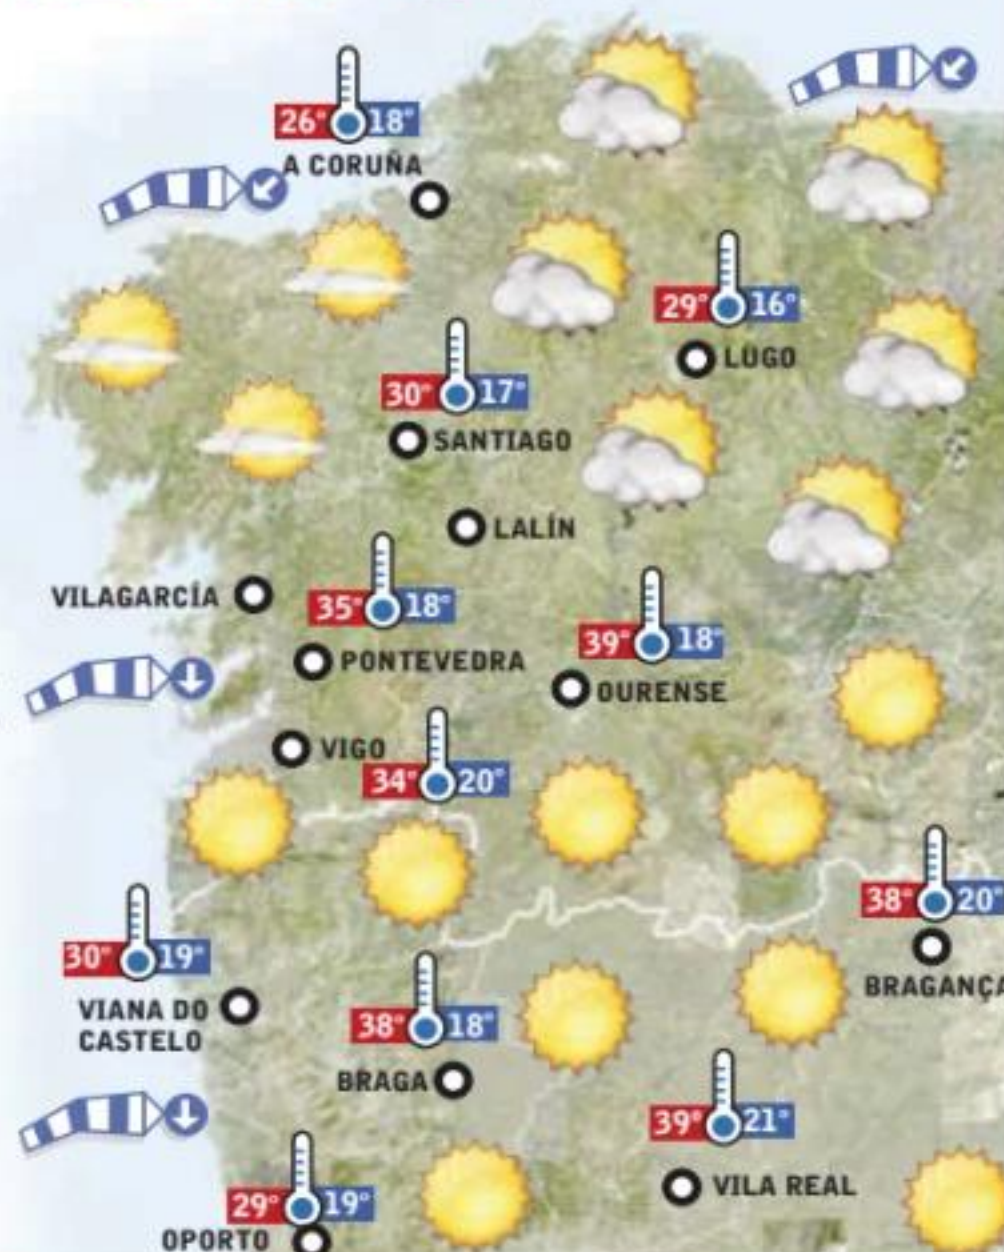 26° 18°
A CORUÑA
29° 16°
LUGO
30° 17°
SANTIAGO
LALÍN
VILAGARCÍA
35° 18°
PONTEVEDRA
39° 18°
OURENSE
VIGO
34° 20°
38° 20°
BRAGANÇA
30° 19°
VIANA DO
CASTELO
38° 18°
BRAGA
39° 21°
VILA REAL
29° 19°
OPORTO